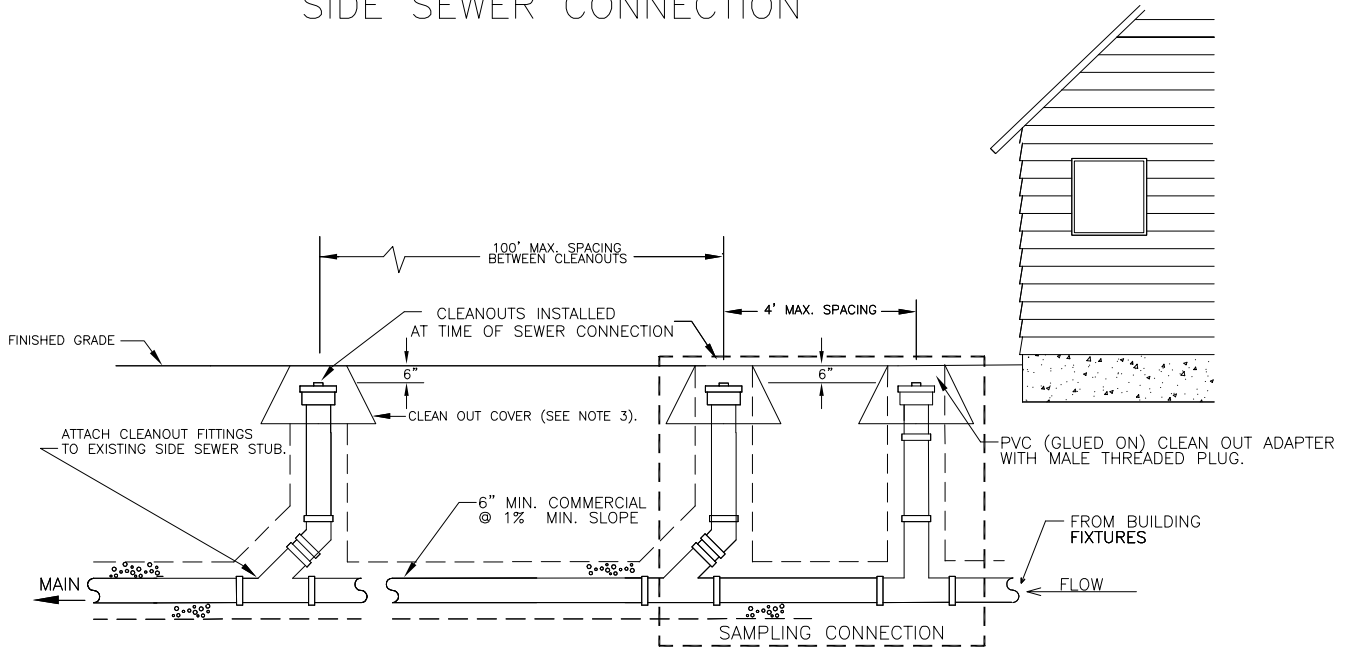 SIDE SEWER CONNECTION
100' MAX. SPACING
BETWEEN CLEANOUTS
4' MAX. SPACING
CLEANOUTS INSTALLED
AT TIME OF SEWER CONNECTION
FINISHED GRADE
6"
6"
CLEAN OUT COVER (SEE NOTE 3).
ATTACH CLEANOUT FITTINGS
TO EXISTING SIDE SEWER STUB.
PVC (GLUED ON) CLEAN OUT ADAPTER
WITH MALE THREADED PLUG.
6" MIN. COMMERCIAL
@ 1% MIN. SLOPE
FROM BUILDING
FIXTURES
MAIN
FLOW
SAMPLING CONNECTION